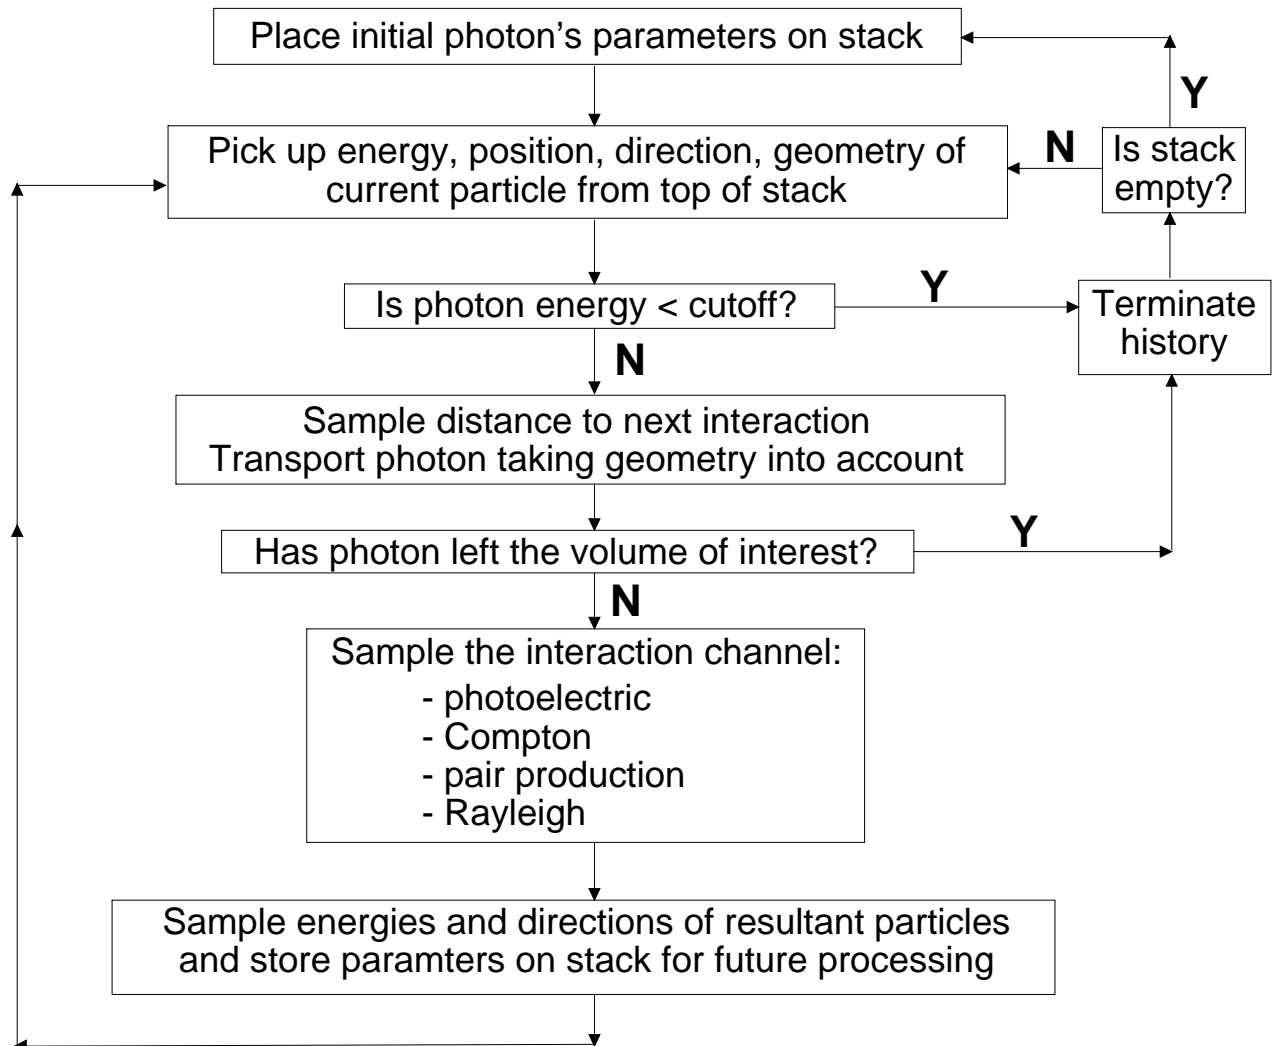 Place initial photon's parameters on stack
Y
Pick up energy, position, direction, geometry of
current particle from top of stack
N
Is stack
empty?
Is photon energy < cutoff?
Y
Terminate
history
N
Sample distance to next interaction
Transport photon taking geometry into account
Has photon left the volume of interest?
Y
N
Sample the interaction channel:
- photoelectric
- Compton
- pair production
- Rayleigh
Sample energies and directions of resultant particles
and store paramters on stack for future processing